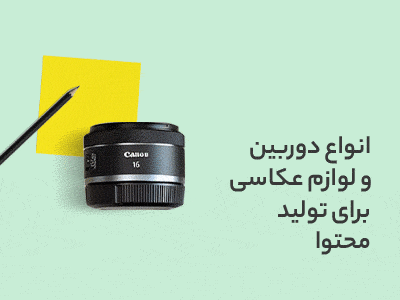 انواع دوربین
و لوازم عکاسی
برای تولید
محتوا
Canon
16